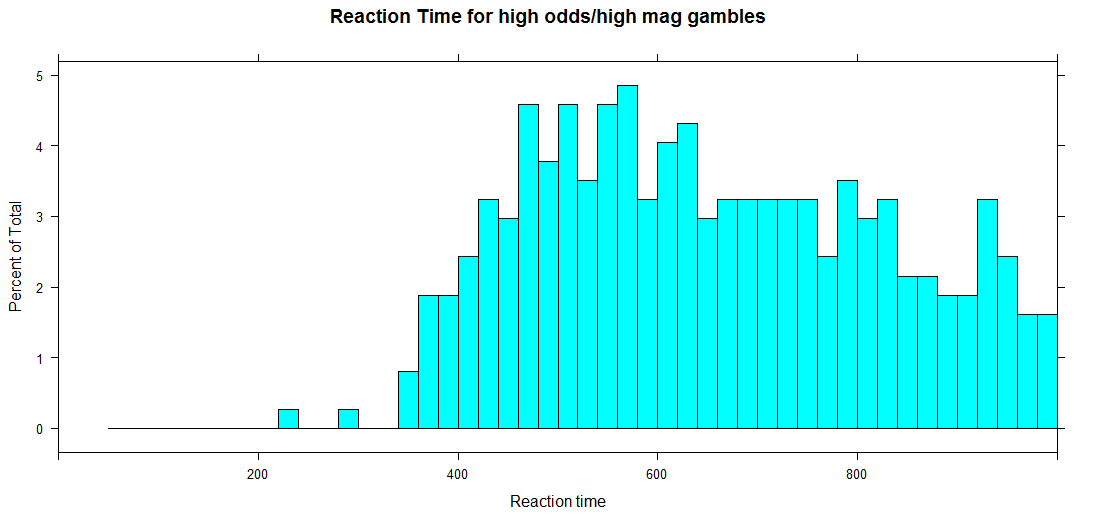 Reaction Time for high odds/high mag gambles
5
4
3
2
1
0
Percent of Total
200 400 600 800
Reaction time